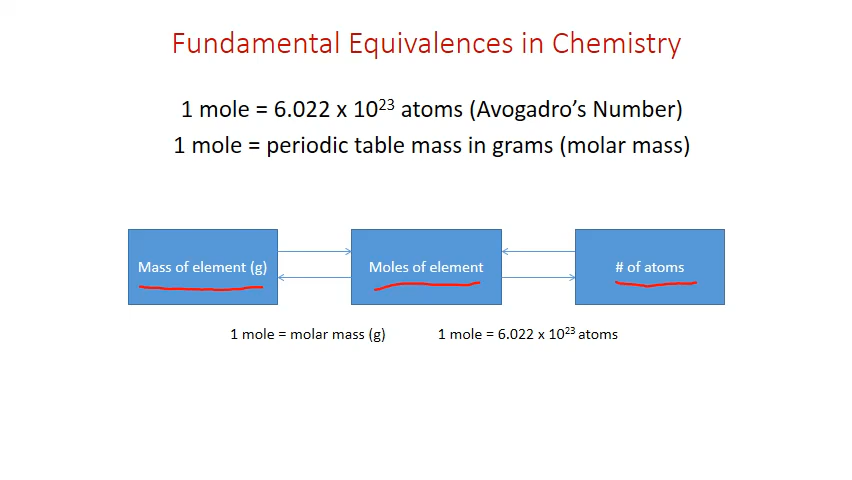 Fundamental Equivalences in Chemistry
1 mole = 6.022 x 10²³ atoms (Avogadro’s Number)
1 mole = periodic table mass in grams (molar mass)
Mass of element (g)
Moles of element
# of atoms
1 mole = molar mass (g)
1 mole = 6.022 x 10²³ atoms